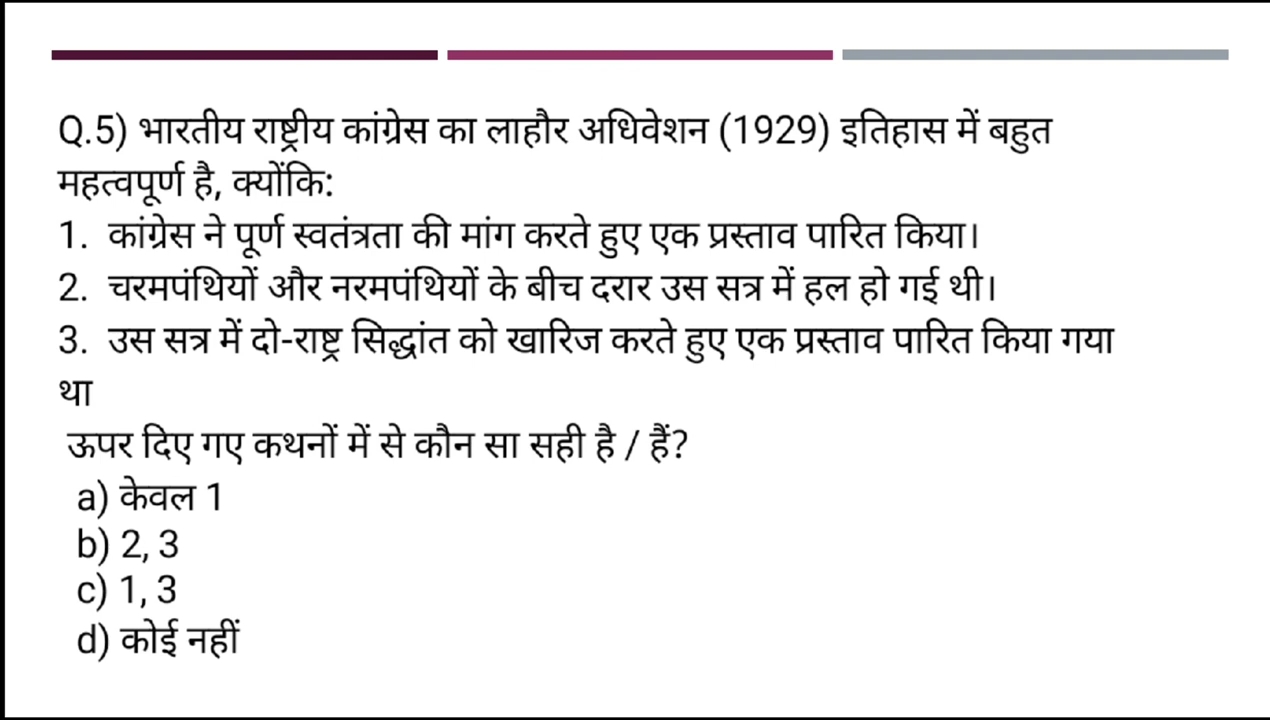 Q.5) भारतीय राष्ट्रीय कांग्रेस का लाहौर अधिवेशन (1929) इतिहास में बहुत
महत्वपूर्ण है, क्योंकि:
1. कांग्रेस ने पूर्ण स्वतंत्रता की मांग करते हुए एक प्रस्ताव पारित किया।
2. चरमपंथियों और नरमपंथियों के बीच दरार उस सत्र में हल हो गई थी।
3. उस सत्र में दो-राष्ट्र सिद्धांत को खारिज करते हुए एक प्रस्ताव पारित किया गया
था
ऊपर दिए गए कथनों में से कौन सा सही है / हैं?
a) केवल 1
b) 2, 3
c) 1, 3
d) कोई नहीं